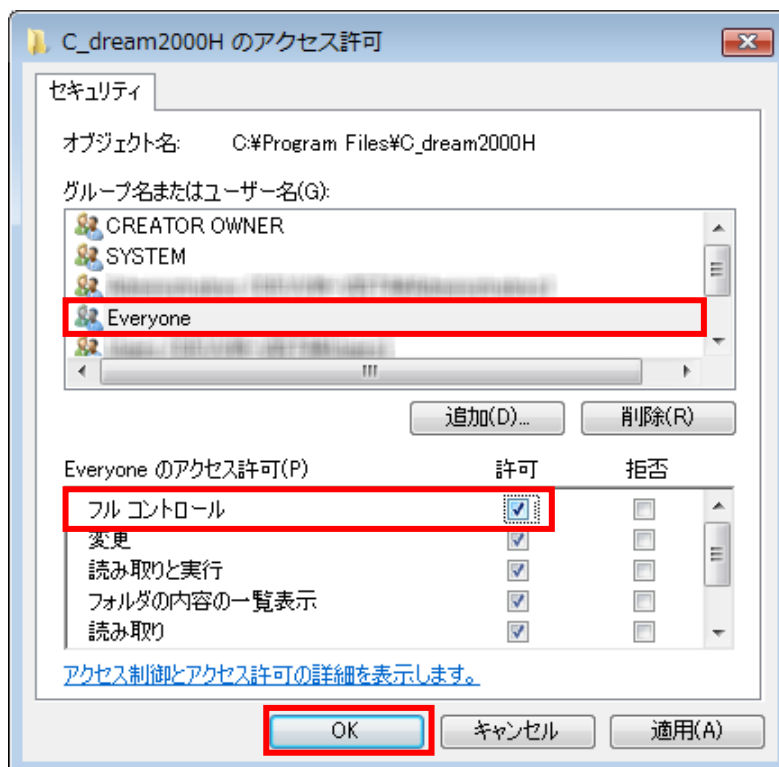 C_dream2000H のアクセス許可
セキュリティ
オブジェクト名: C:¥Program Files¥C_dream2000H
グループ名またはユーザー名(G):
CREATOR OWNER
SYSTEM
Everyone
追加(D)... 削除(R)
Everyone のアクセス許可(P) 許可 拒否
フル コントロール
変更
読み取りと実行
フォルダの内容の一覧表示
読み取り
アクセス制御とアクセス許可の詳細を表示します。
OK キャンセル 適用(A)